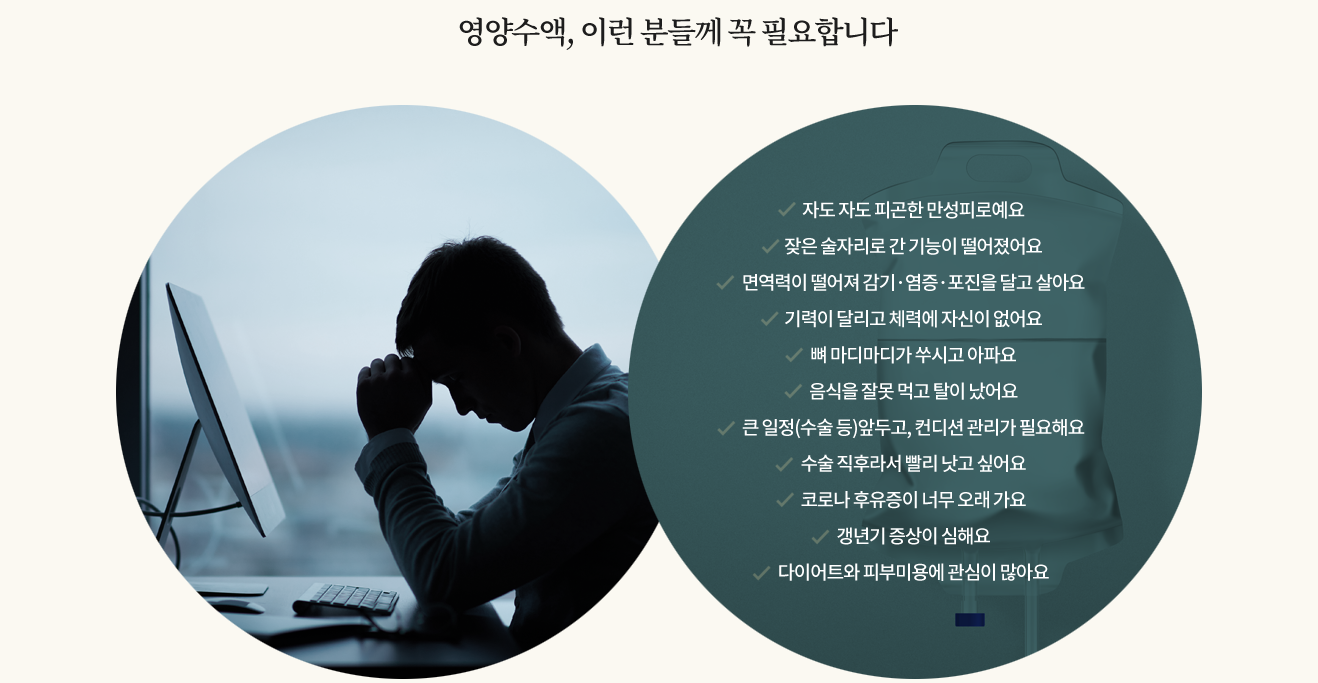 영양수액, 이런 분들께 꼭 필요합니다
자도 자도 피곤한 만성피로예요
잦은 술자리로 간 기능이 떨어졌어요
면역력이 떨어져 감기·염증·포진을 달고 살아요
기력이 달리고 체력에 자신이 없어요
뼈 마디마디가 쑤시고 아파요
음식을 잘못 먹고 탈이 났어요
큰 일정(수술 등)앞두고, 컨디션 관리가 필요해요
수술 직후라서 빨리 낫고 싶어요
코로나 후유증이 너무 오래 가요
갱년기 증상이 심해요
다이어트와 피부미용에 관심이 많아요